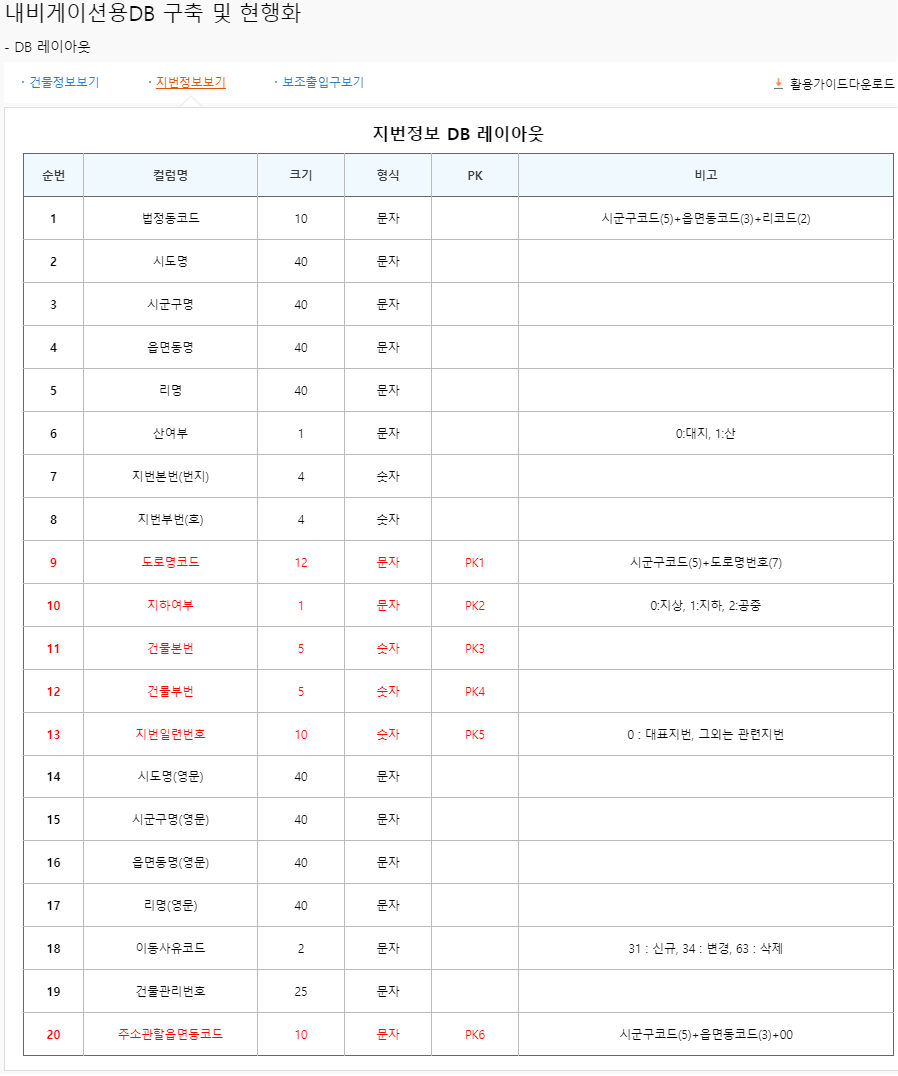 내비게이션용DB 구축 및 현행화
- DB 레이아웃
· 건물정보보기 · 지번정보보기 · 보조출입구보기 활용가이드다운로드
지번정보 DB 레이아웃
순번 컬럼명 크기 형식 PK 비고
1 법정동코드 10 문자 시군구코드(5)+읍면동코드(3)+리코드(2)
2 시도명 40 문자
3 시군구명 40 문자
4 읍면동명 40 문자
5 리명 40 문자
6 산여부 1 문자 0:대지, 1:산
7 지번본번(번지) 4 숫자
8 지번부번(호) 4 숫자
9 도로명코드 12 문자 PK1 시군구코드(5)+도로명번호(7)
10 지하여부 1 문자 PK2 0:지상, 1:지하, 2:공중
11 건물본번 5 숫자 PK3
12 건물부번 5 숫자 PK4
13 지번일련번호 10 숫자 PK5 0 : 대표지번, 그외는 관련지번
14 시도명(영문) 40 문자
15 시군구명(영문) 40 문자
16 읍면동명(영문) 40 문자
17 리명(영문) 40 문자
18 이동사유코드 2 문자 31 : 신규, 34 : 변경, 63 : 삭제
19 건물관리번호 25 문자
20 주소관할읍면동코드 10 문자 PK6 시군구코드(5)+읍면동코드(3)+00